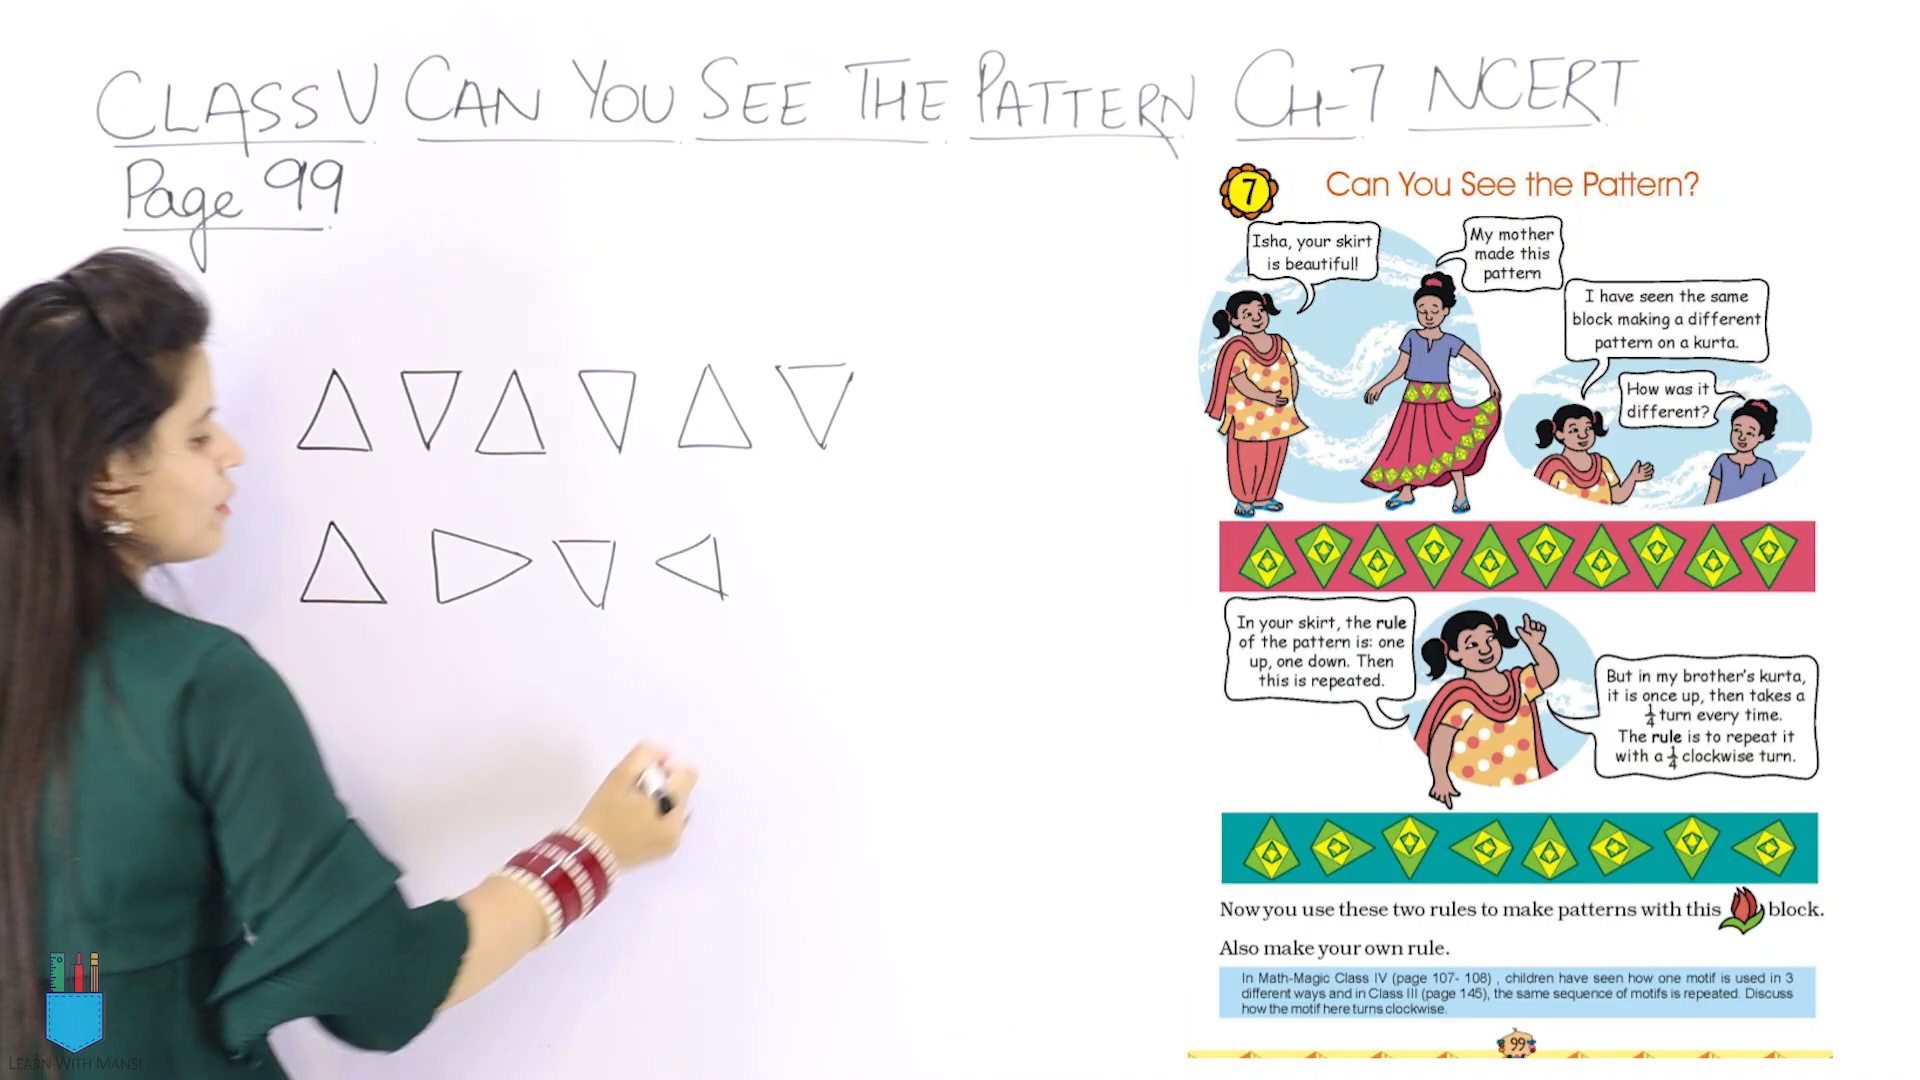 CLASS V CAN YOU SEE THE PATTERN CH-7 NCERT
Page 99
7
Can You See the Pattern?
Isha, your skirt
is beautiful!
My mother
made this
pattern
I have seen the same
block making a different
pattern on a kurta.
How was it
different?
In your skirt, the rule
of the pattern is: one
up, one down. Then
this is repeated.
But in my brother's kurta,
it is once up, then takes a
1/4 turn every time.
The rule is to repeat it
with a 1/4 clockwise turn.
Now you use these two rules to make patterns with this block.
Also make your own rule.
In Math-Magic Class IV (page 107- 108) , children have seen how one motif is used in 3
different ways and in Class III (page 145), the same sequence of motifs is repeated. Discuss
how the motif here turns clockwise.
99
LEARN WITH MANSI